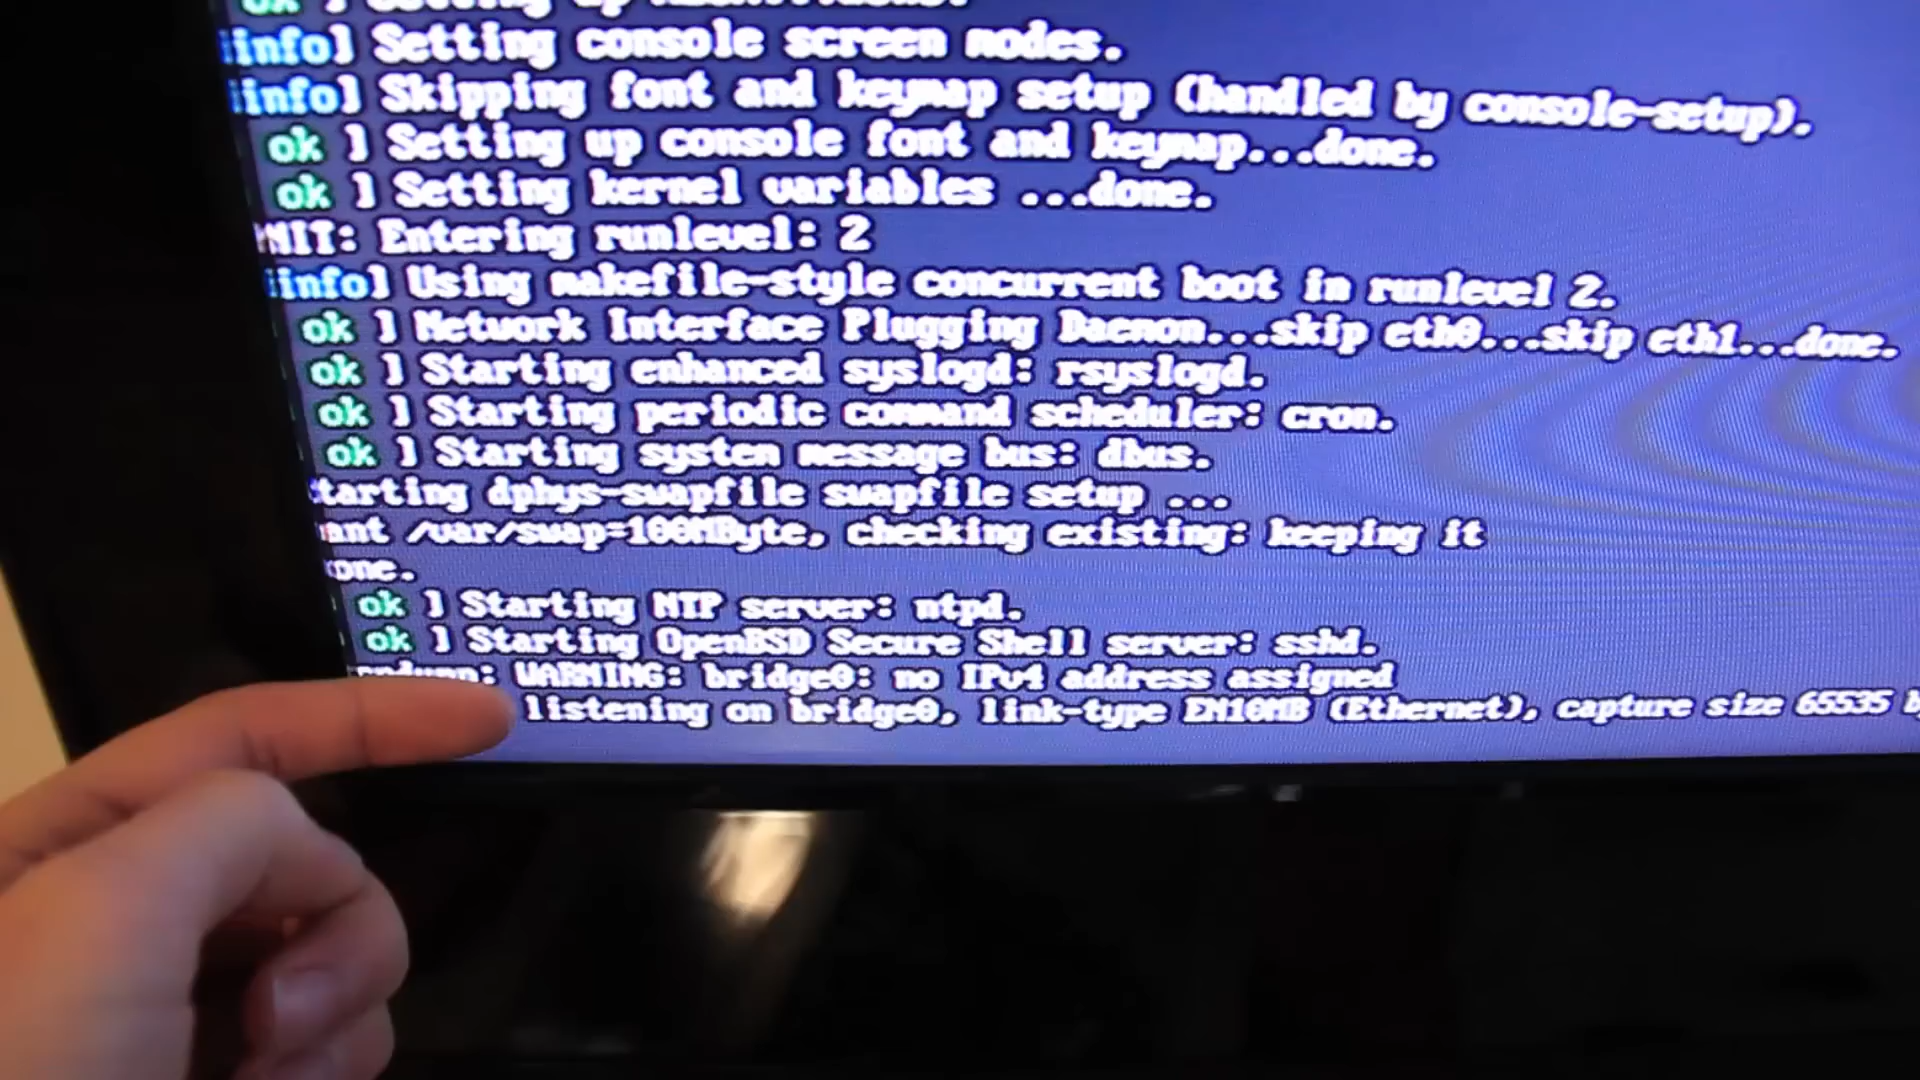 ok ] Setting up
info] Setting console screen modes.
info] Skipping font and keymap setup (handled by console-setup).
ok ] Setting up console font and keymap...done.
ok ] Setting kernel variables ...done.
NIT: Entering runlevel: 2
info] Using makefile-style concurrent boot in runlevel 2.
ok ] Network Interface Plugging Daemon...skip eth0...skip eth1...done.
ok ] Starting enhanced syslogd: rsyslogd.
ok ] Starting periodic command scheduler: cron.
ok ] Starting system message bus: dbus.
tarting dphys-swapfile swapfile setup ...
ant /var/swap=100MByte, checking existing: keeping it
one.
ok ] Starting NTP server: ntpd.
ok ] Starting OpenBSD Secure Shell server: sshd.
WARNING: bridge0: no IPv4 address assigned
listening on bridge0, link-type EN10MB (Ethernet), capture size 65535 b